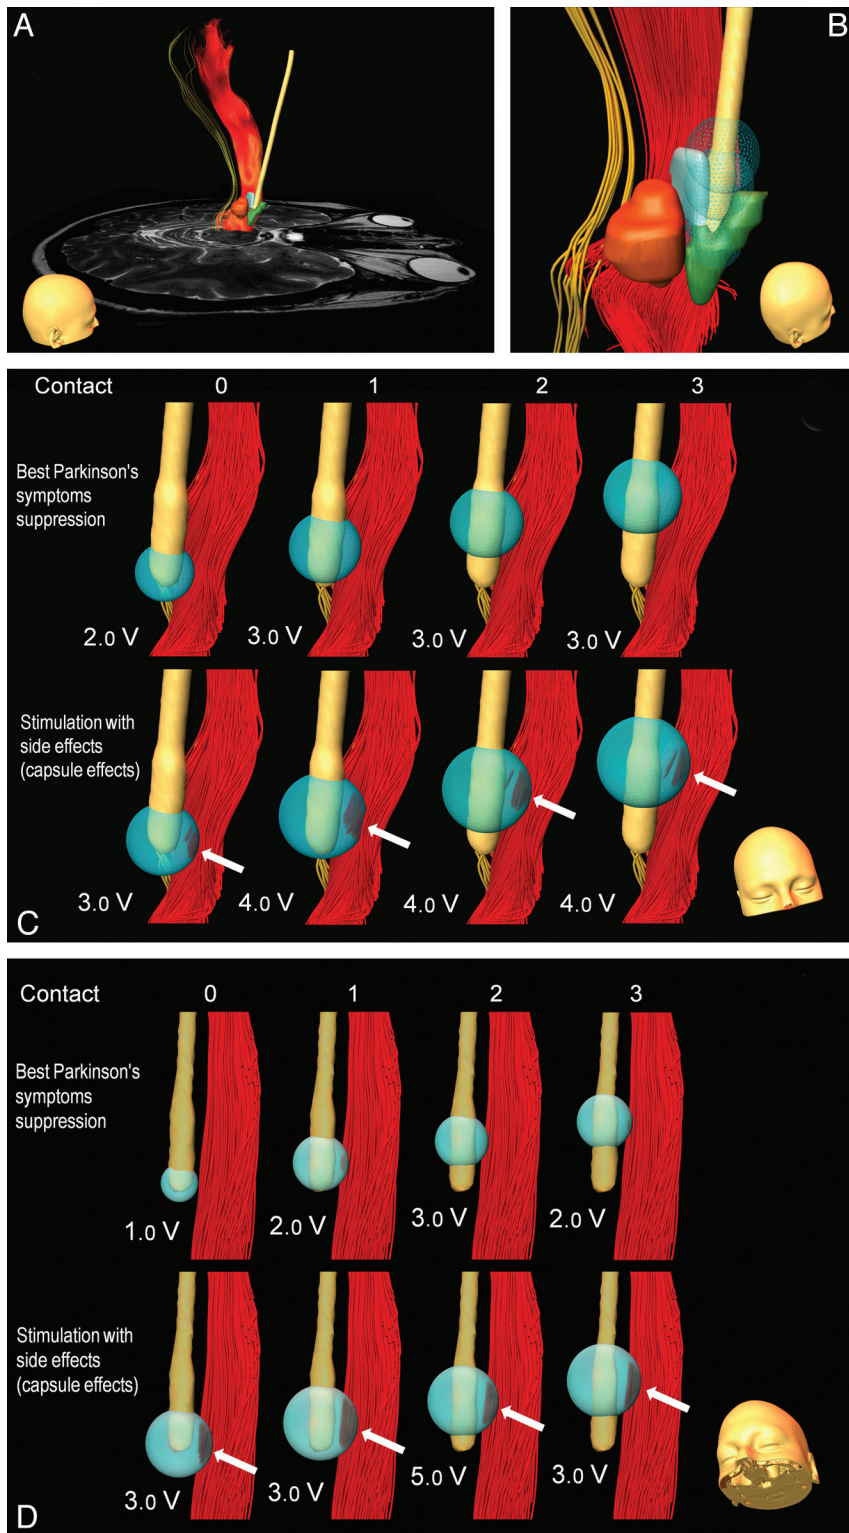 A
B
Contact 0 1 2 3
Best Parkinson's
symptoms
suppression
2.0 V 3.0 V 3.0 V 3.0 V
Stimulation with
side effects
(capsule effects)
3.0 V 4.0 V 4.0 V 4.0 V
C
Contact 0 1 2 3
Best Parkinson's
symptoms
suppression
1.0 V 2.0 V 3.0 V 2.0 V
Stimulation with
side effects
(capsule effects)
3.0 V 3.0 V 5.0 V 3.0 V
D